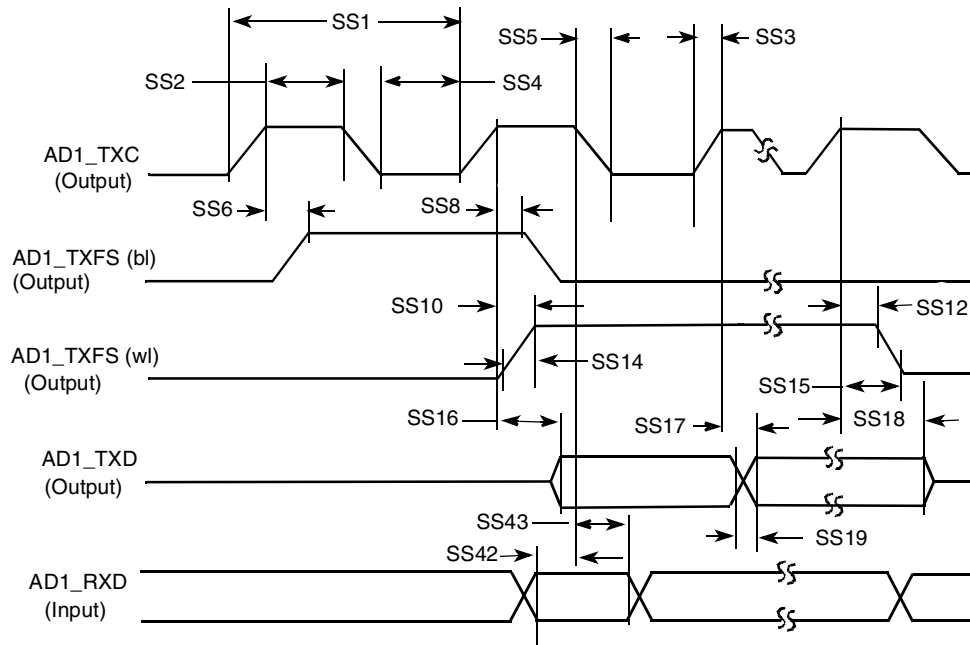 SS1
SS5
SS3
SS2
SS4
AD1_TXC
(Output)
SS6
SS8
AD1_TXFS (bl)
(Output)
SS10
SS12
AD1_TXFS (wl)
(Output)
SS14
SS15
SS16
SS17
SS18
AD1_TXD
(Output)
SS43
SS19
SS42
AD1_RXD
(Input)